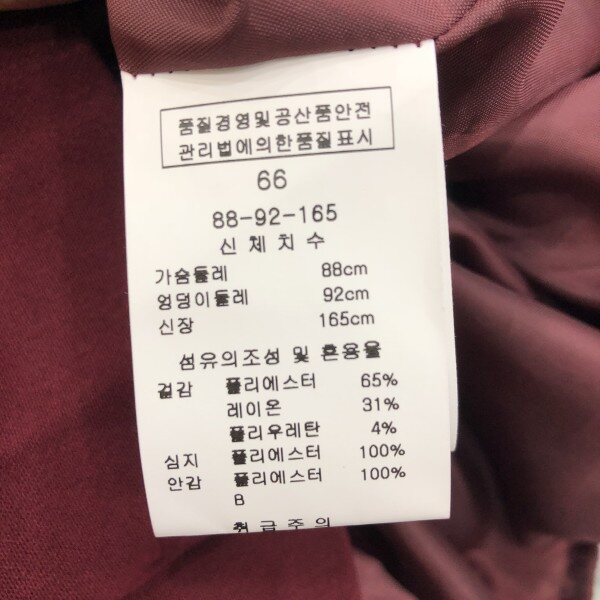 품질경영및공산품안전
관리법에의한품질표시
66
88-92-165
신체치수
가슴둘레 88cm
엉덩이둘레 92cm
신장 165cm
섬유의조성 및 혼용율
겉감 폴리에스터 65%
레이온 31%
폴리우레탄 4%
심지 폴리에스터 100%
안감 폴리에스터 100%
B
취급주의